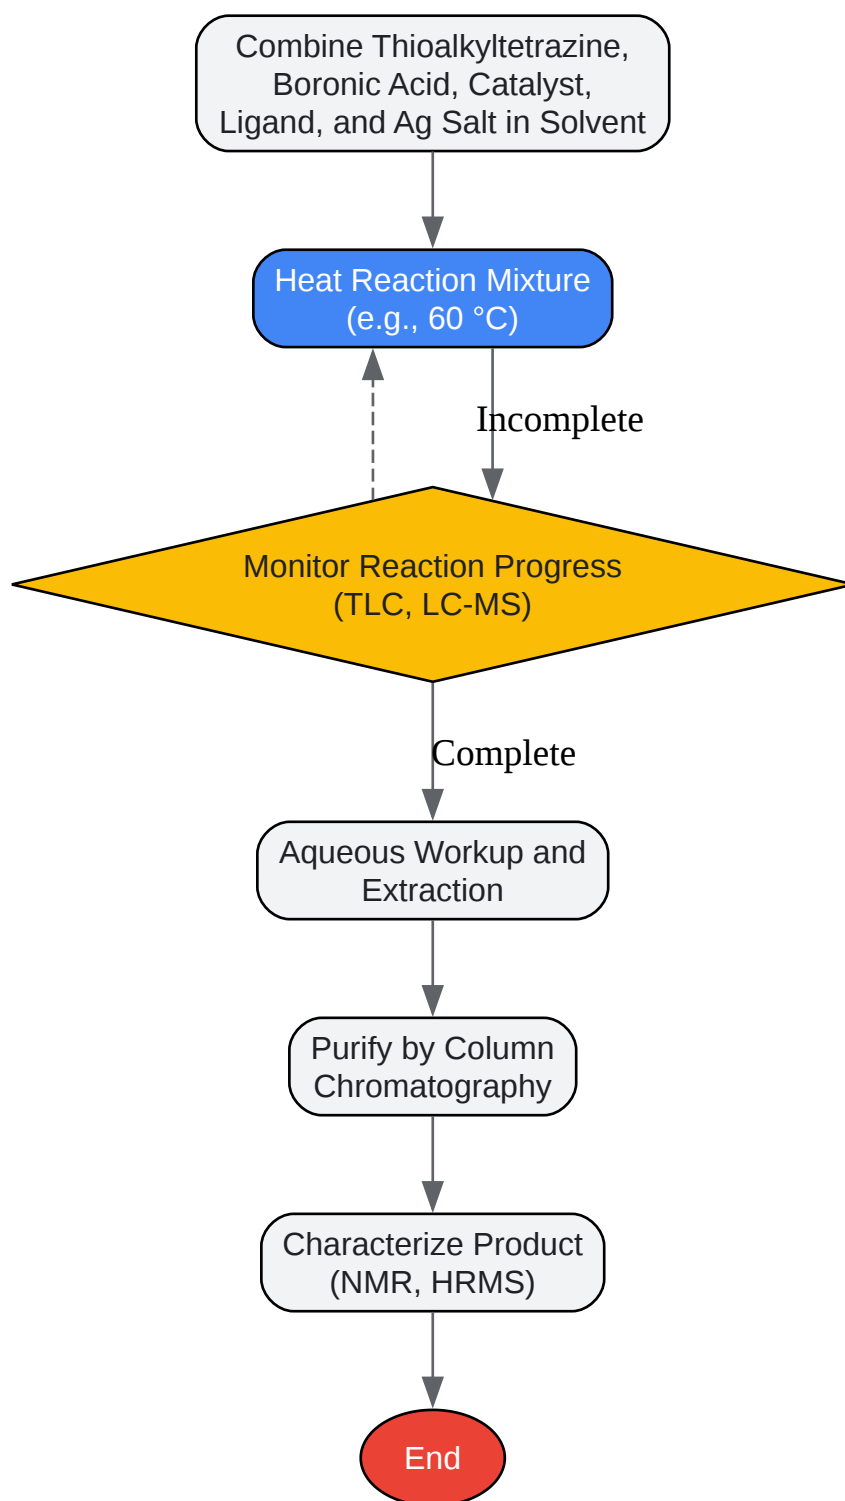 Combine Thioalkyltetrazine,
Boronic Acid, Catalyst,
Ligand, and Ag Salt in Solvent
Heat Reaction Mixture
(e.g., 60 °C)
Incomplete
Monitor Reaction Progress
(TLC, LC-MS)
Complete
Aqueous Workup and
Extraction
Purify by Column
Chromatography
Characterize Product
(NMR, HRMS)
End